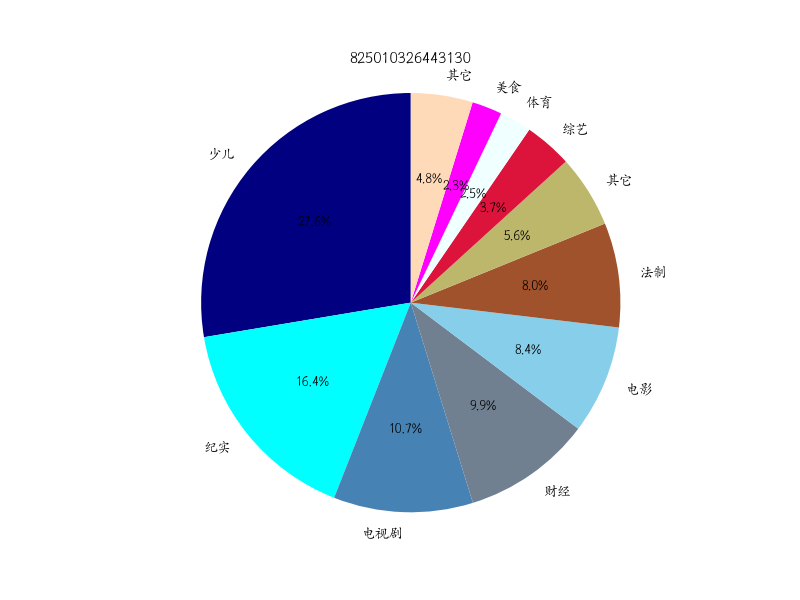 825010326443130
其它
美食
体育
综艺
少儿
其它
4.8%
2.3%
2.5%
3.7%
5.6%
法制
8.0%
8.4%
电影
16.4%
9.9%
10.7%
纪实
财经
电视剧